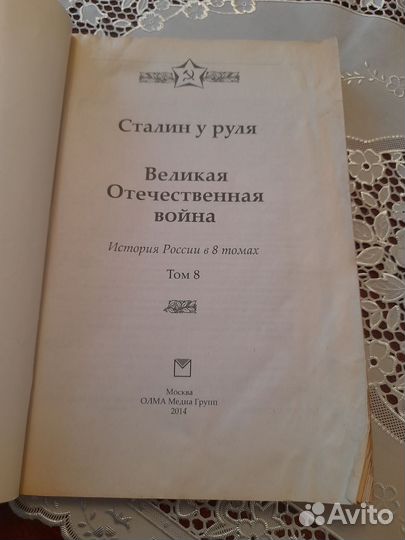 Сталин у руля
Великая
Отечественная
война
История России в 8 томах
Том 8
Москва
ОЛМА Медиа Групп
2014
Avito